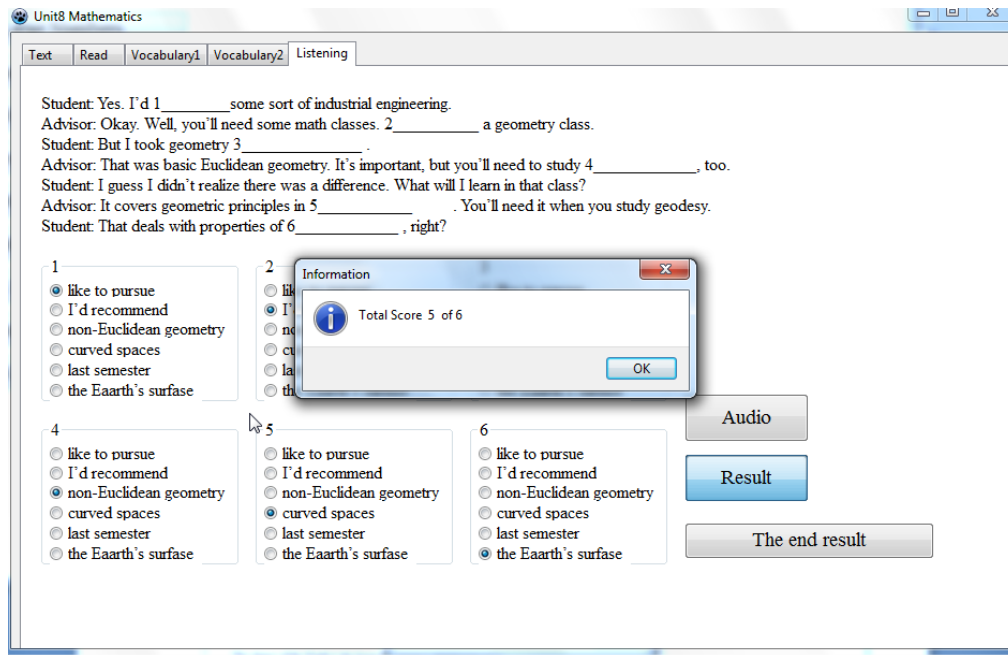 Unit8 Mathematics
Text Read Vocabulary1 Vocabulary2 Listening
Student: Yes. I'd 1_________some sort of industrial engineering.
Advisor: Okay. Well, you'll need some math classes. 2___________ a geometry class.
Student: But I took geometry 3________________ .
Advisor: That was basic Euclidean geometry. It's important, but you'll need to study 4_____________, too.
Student: I guess I didn't realize there was a difference. What will I learn in that class?
Advisor: It covers geometric principles in 5____________ . You'll need it when you study geodesy.
Student: That deals with properties of 6_____________ , right?
1
like to pursue
I'd recommend
non-Euclidean geometry
curved spaces
last semester
the Eaarth's surfase
2
Information
Total Score 5 of 6
OK
4
like to pursue
I'd recommend
non-Euclidean geometry
curved spaces
last semester
the Eaarth's surfase
5
like to pursue
I'd recommend
non-Euclidean geometry
curved spaces
last semester
the Eaarth's surfase
6
like to pursue
I'd recommend
non-Euclidean geometry
curved spaces
last semester
the Eaarth's surfase
Audio
Result
The end result